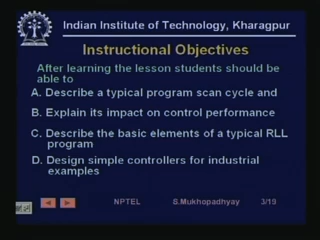 Indian Institute of Technology, Kharagpur
Instructional Objectives
After learning the lesson students should be
able to
A. Describe a typical program scan cycle and
B. Explain its impact on control performance
C. Describe the basic elements of a typical RLL
program
D. Design simple controllers for industrial
examples
NPTEL S.Mukhopadhyay 3/19